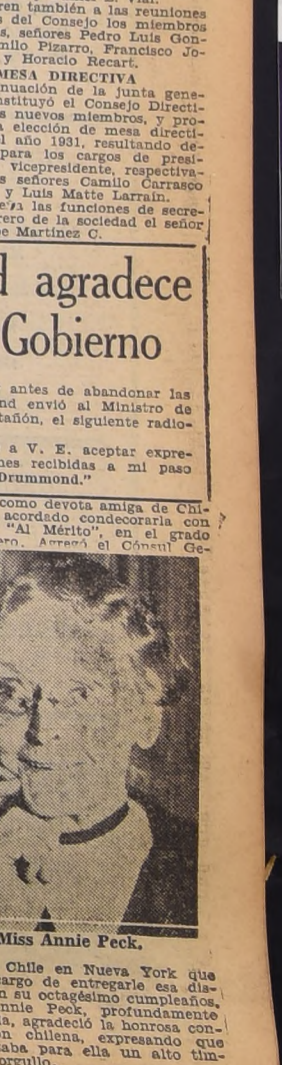 ren también a las reuniones
del Consejo los miembros
s, señores Pedro Luis Gon-
milo Pizarro, Francisco Jo-
y Horacio Recart.
MESA DIRECTIVA
nuación de la junta gene-
nstituyó el Consejo Directi-
s nuevos miembros, y pro-
a elección de mesa directi-
l año 1931, resultando de-
para los cargos de presi-
vicepresidente, respectiva-
s señores Camilo Carrasco
y Luis Matte Larraín.
las funciones de secre-
rero de la sociedad el señor
e Martínez C.
d agradece
Gobierno
antes de abandonar las
nd envió al Ministro de
tañón, el siguiente radio-
a V. E. aceptar expre-
nes recibidas a mi paso
Drummond."
como devota amiga de Chi-
acordado condecorarla con
"Al Mérito", en el grado
ero. Agregó el Cónsul Ge-
Miss Annie Peck.
Chile en Nueva York que
cargo de entregarle esa dis-
n su octagésimo cumpleaños.
nnie Peck, profundamente
a, agradeció la honrosa con-
n chilena, expresando que
aba para ella un alto tim-
orgullo.